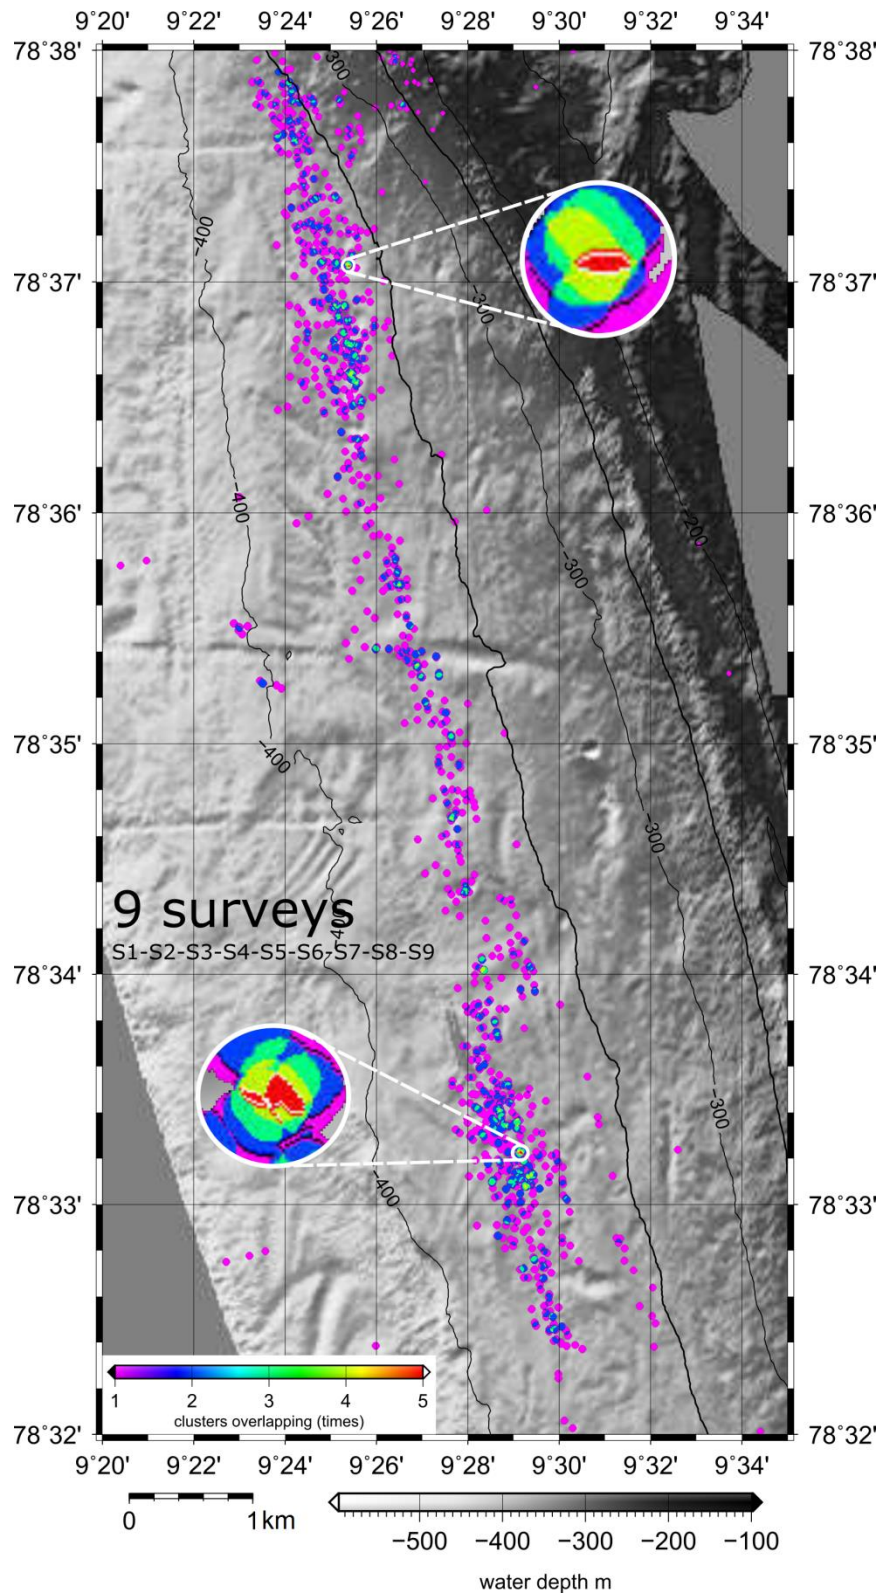 9˚20' 9˚22' 9˚24' 9˚26' 9˚28' 9˚30' 9˚32' 9˚34'
78˚38' 78˚38'
300
−400
78˚37' 78˚37'
−300
−400
78˚36' 78˚36'
−200
−300
78˚35' 78˚35'
−400
−300
9 surveys
−400
S1-S2-S3-S4-S5-S6-S7-S8-S9
78˚34' 78˚34'
−300
−400
78˚33' 78˚33'
1 2 3 4 5
clusters overlapping (times)
78˚32' 78˚32'
9˚20' 9˚22' 9˚24' 9˚26' 9˚28' 9˚30' 9˚32' 9˚34'
0 1km
−500 −400 −300 −200 −100
water depth m